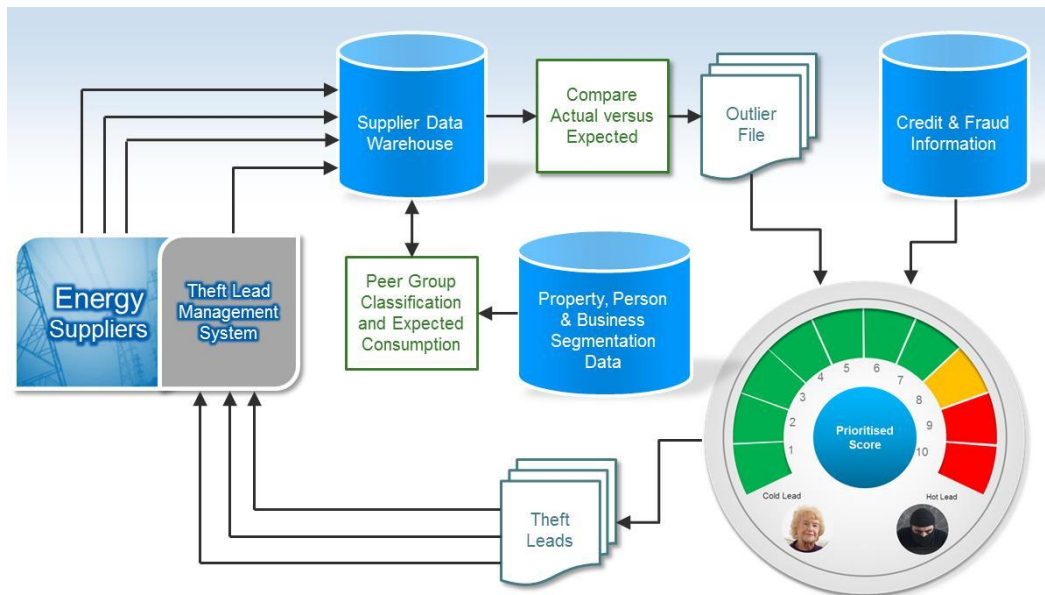 Supplier Data
Warehouse
Compare
Actual versus
Expected
Outlier
File
Credit & Fraud
Information
Energy
Suppliers
Theft Lead
Management
System
Peer Group
Classification
and Expected
Consumption
Property, Person
& Business
Segmentation
Data
1
2
3
4
5
6
7
8
9
10
Prioritised
Score
Cold Lead
Hot Lead
Theft
Leads